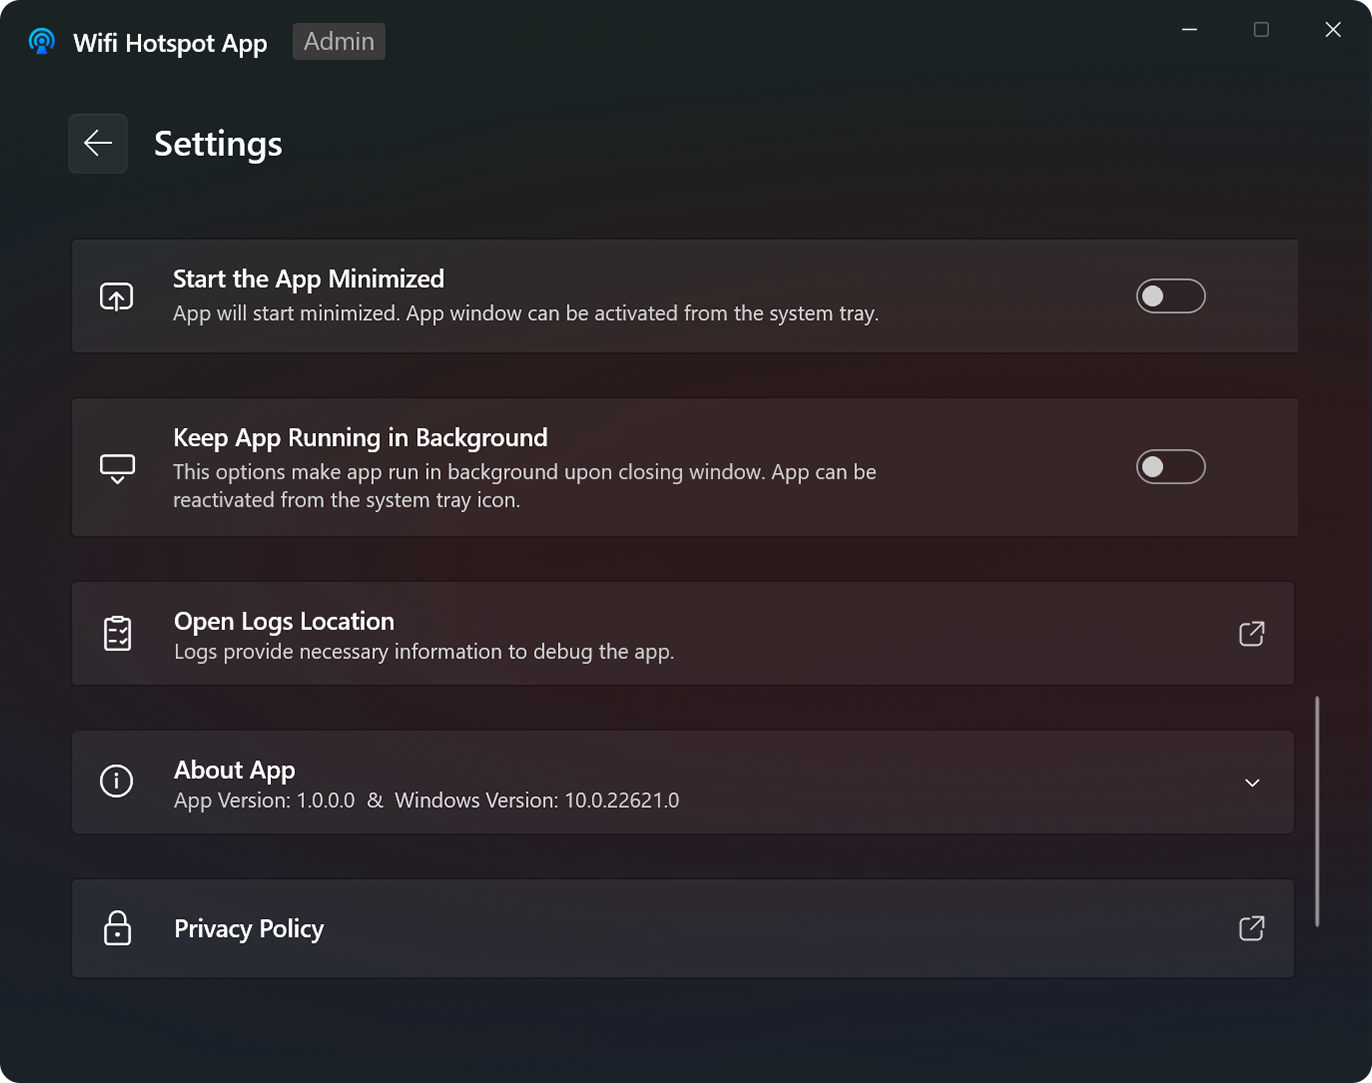 Wifi Hotspot App Admin
Settings
Start the App Minimized
App will start minimized. App window can be activated from the system tray.
Keep App Running in Background
This options make app run in background upon closing window. App can be
reactivated from the system tray icon.
Open Logs Location
Logs provide necessary information to debug the app.
About App
App Version: 1.0.0.0 & Windows Version: 10.0.22621.0
Privacy Policy